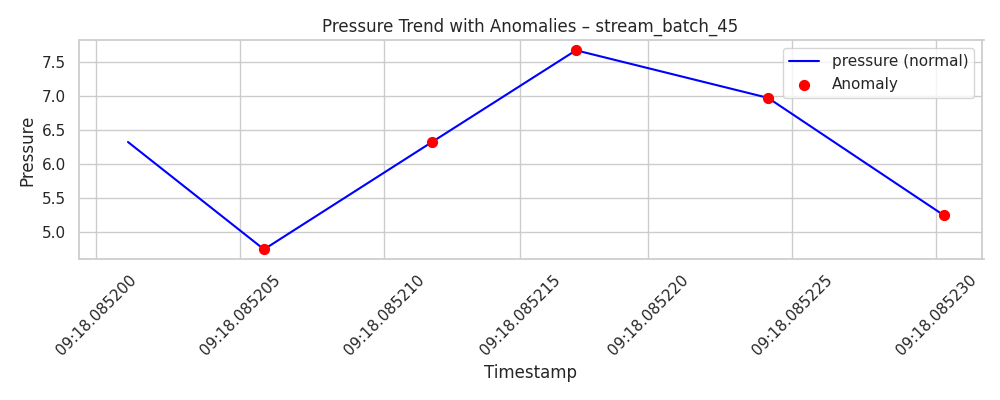 Pressure Trend with Anomalies – stream_batch_45
pressure (normal)
Anomaly
Pressure
7.5
7.0
6.5
6.0
5.5
5.0
09:18.085200
09:18.085205
09:18.085210
09:18.085215
09:18.085220
09:18.085225
09:18.085230
Timestamp